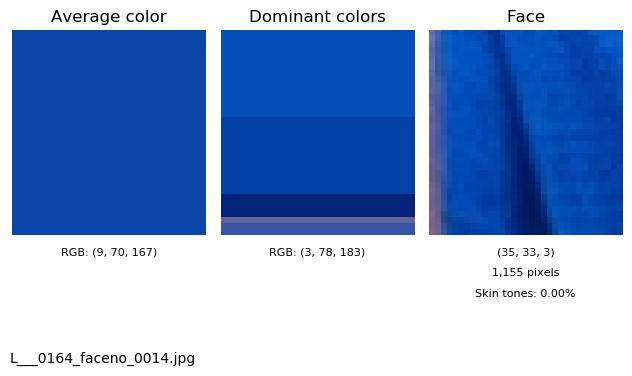 Average color
Dominant colors
Face
RGB: (9, 70, 167)
RGB: (3, 78, 183)
(35, 33, 3)
1,155 pixels
Skin tones: 0.00%
L___0164_faceno_0014.jpg